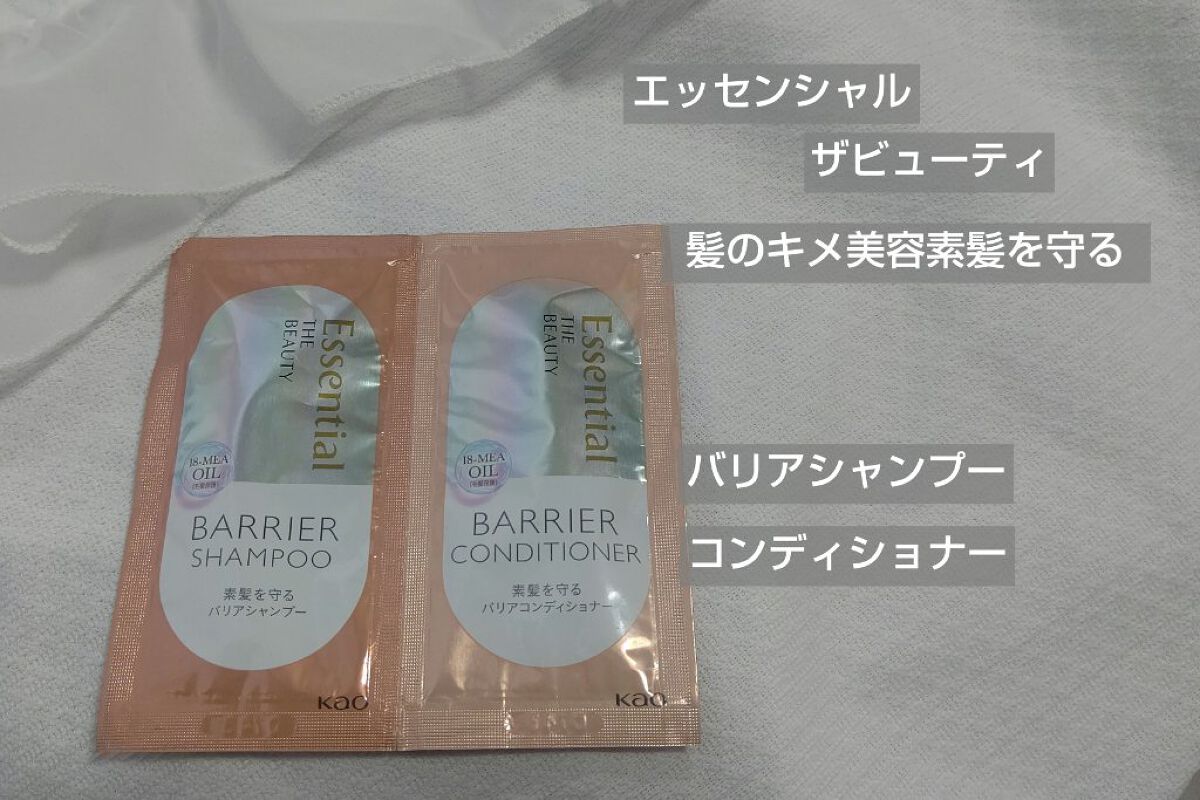 エッセンシャル
ザビューティ
髪のキメ美容素髪を守る
バリアシャンプー
コンディショナー
Essential
THE
BEAUTY
18-MEA
OIL
BARRIER
SHAMPOO
素髪を守る
バリアシャンプー
Kao
Essential
THE
BEAUTY
18-MEA
OIL
BARRIER
CONDITIONER
素髪を守る
バリアコンディショナー
Kao